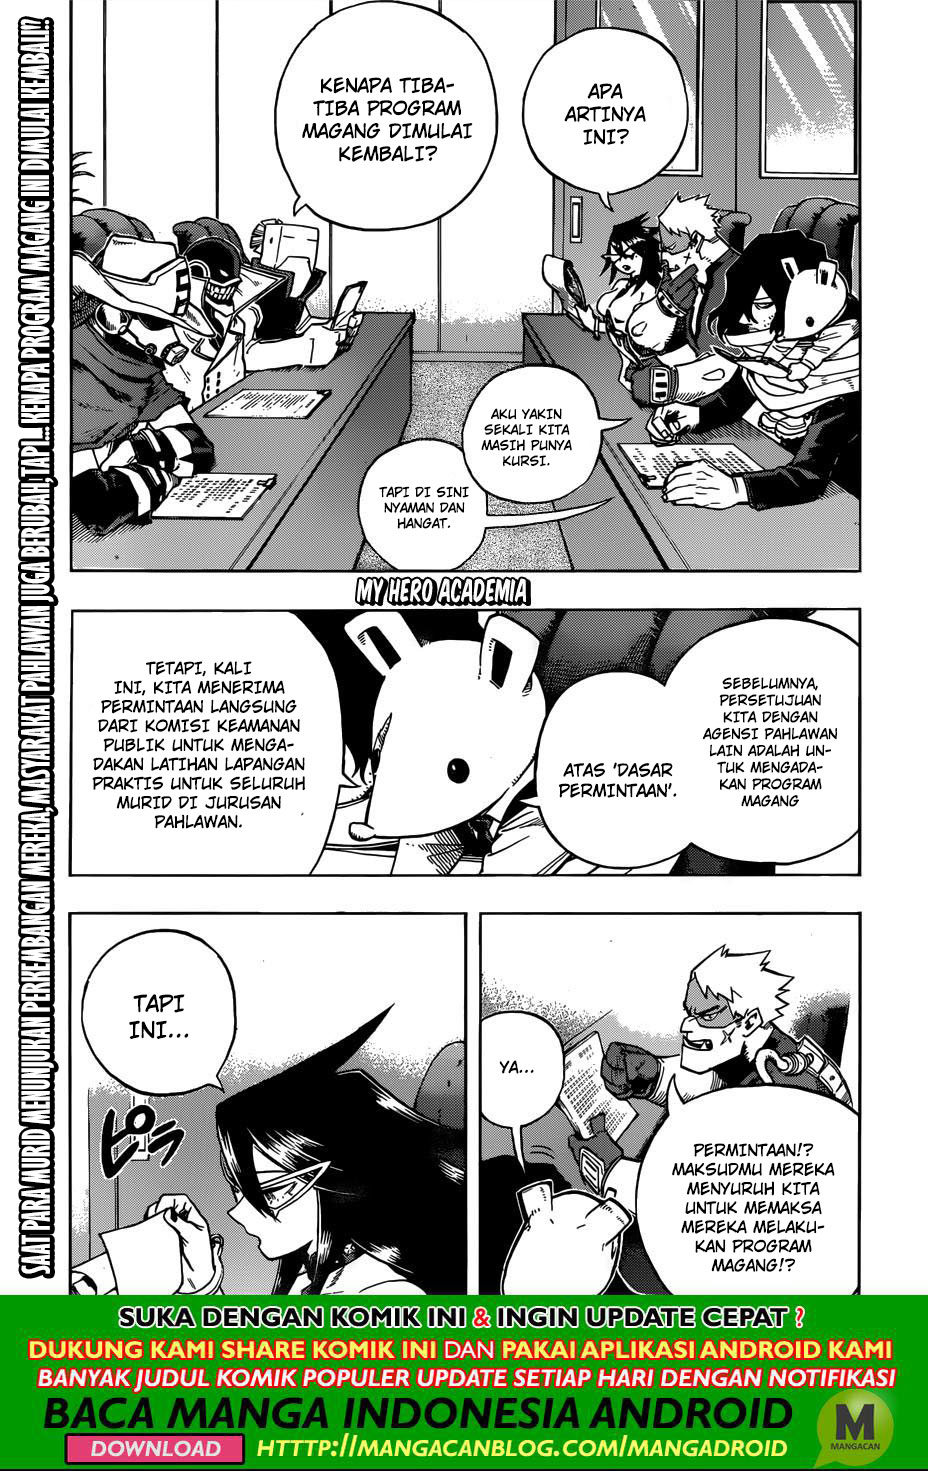 SAAT PARA MURID MENUNJUKAN PERKEMBANGAN MEREKA, MASYARAKAT PAHLAWAN JUGA BERUBAH, TAPI... KENAPA PROGRAM MAGANG INI DIMULAI KEMBALI!?
APA
ARTINYA
INI?
KENAPA TIBA-
TIBA PROGRAM
MAGANG DIMULAI
KEMBALI?
AKU YAKIN
SEKALI KITA
MASIH PUNYA
KURSI.
TAPI DI SINI
NYAMAN DAN
HANGAT.
MY HERO ACADEMIA
SEBELUMNYA,
PERSETUJUAN
KITA DENGAN
AGENSI PAHLAWAN
LAIN ADALAH UN-
TUK MENGADA-
KAN PROGRAM
MAGANG
ATAS 'DASAR
PERMINTAAN'.
TETAPI, KALI
INI, KITA MENERIMA
PERMINTAAN LANGSUNG
DARI KOMISI KEAMANAN
PUBLIK UNTUK MENGA-
DAKAN LATIHAN LAPANGAN
PRAKTIS UNTUK SELURUH
MURID DI JURUSAN
PAHLAWAN.
YA...
PERMINTAAN!?
MAKSUDMU MEREKA
MENYURUH KITA
UNTUK MEMAKSA
MEREKA MELAKU-
KAN PROGRAM
MAGANG!?
TAPI
INI...
ピラ
SUKA DENGAN KOMIK INI & INGIN UPDATE CEPAT ?
DUKUNG KAMI SHARE KOMIK INI DAN PAKAI APLIKASI ANDROID KAMI
BANYAK JUDUL KOMIK POPULER UPDATE SETIAP HARI DENGAN NOTIFIKASI
BACA MANGA INDONESIA ANDROID
DOWNLOAD HTTTP://MANGACANBLOG.COM/MANGADROID
M
MANGACAN